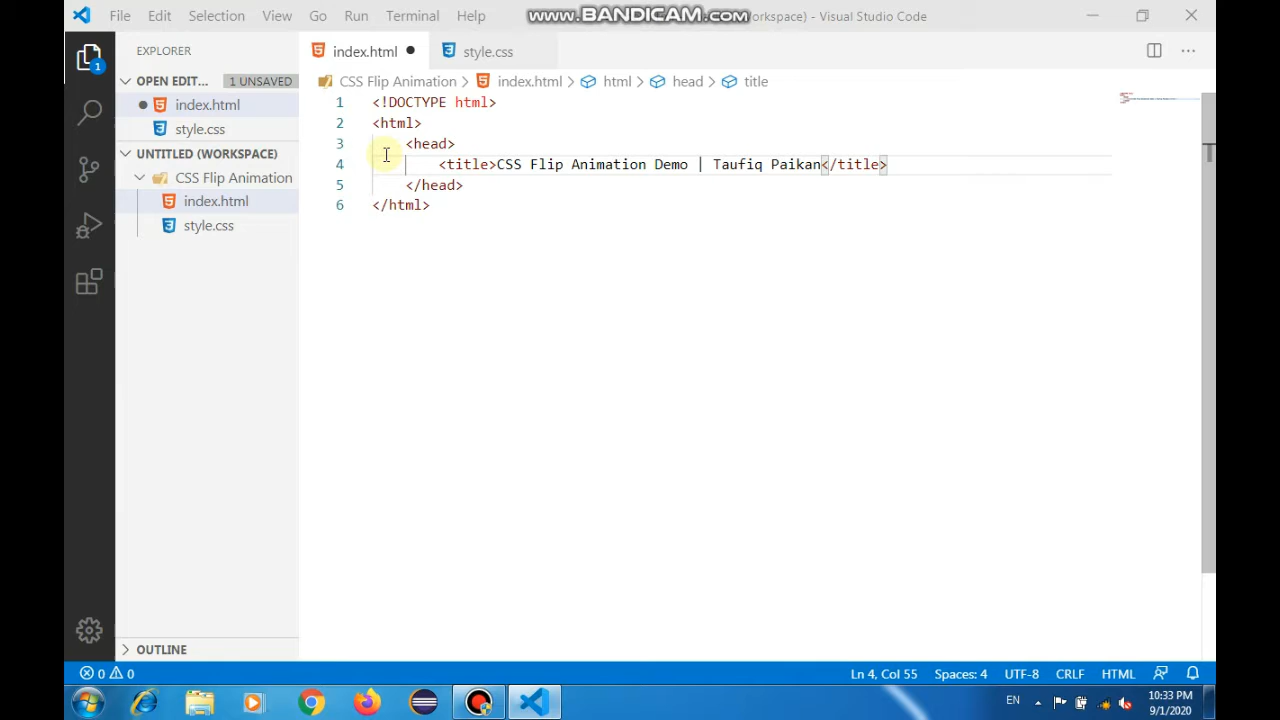 File Edit Selection View Go Run Terminal Help www.BANDICAM.com orkspace) - Visual Studio Code
EXPLORER
index.html
style.css
OPEN EDIT... 1 UNSAVED
CSS Flip Animation index.html html head title
index.html
style.css
UNTITLED (WORKSPACE)
CSS Flip Animation
index.html
style.css
1 <!DOCTYPE html>
2 <html>
3 <head>
4 <title>CSS Flip Animation Demo | Taufiq Paikan</title>
5 </head>
6 </html>
1
OUTLINE
0 0 Ln 4, Col 55 Spaces: 4 UTF-8 CRLF HTML
EN 10:33 PM
9/1/2020